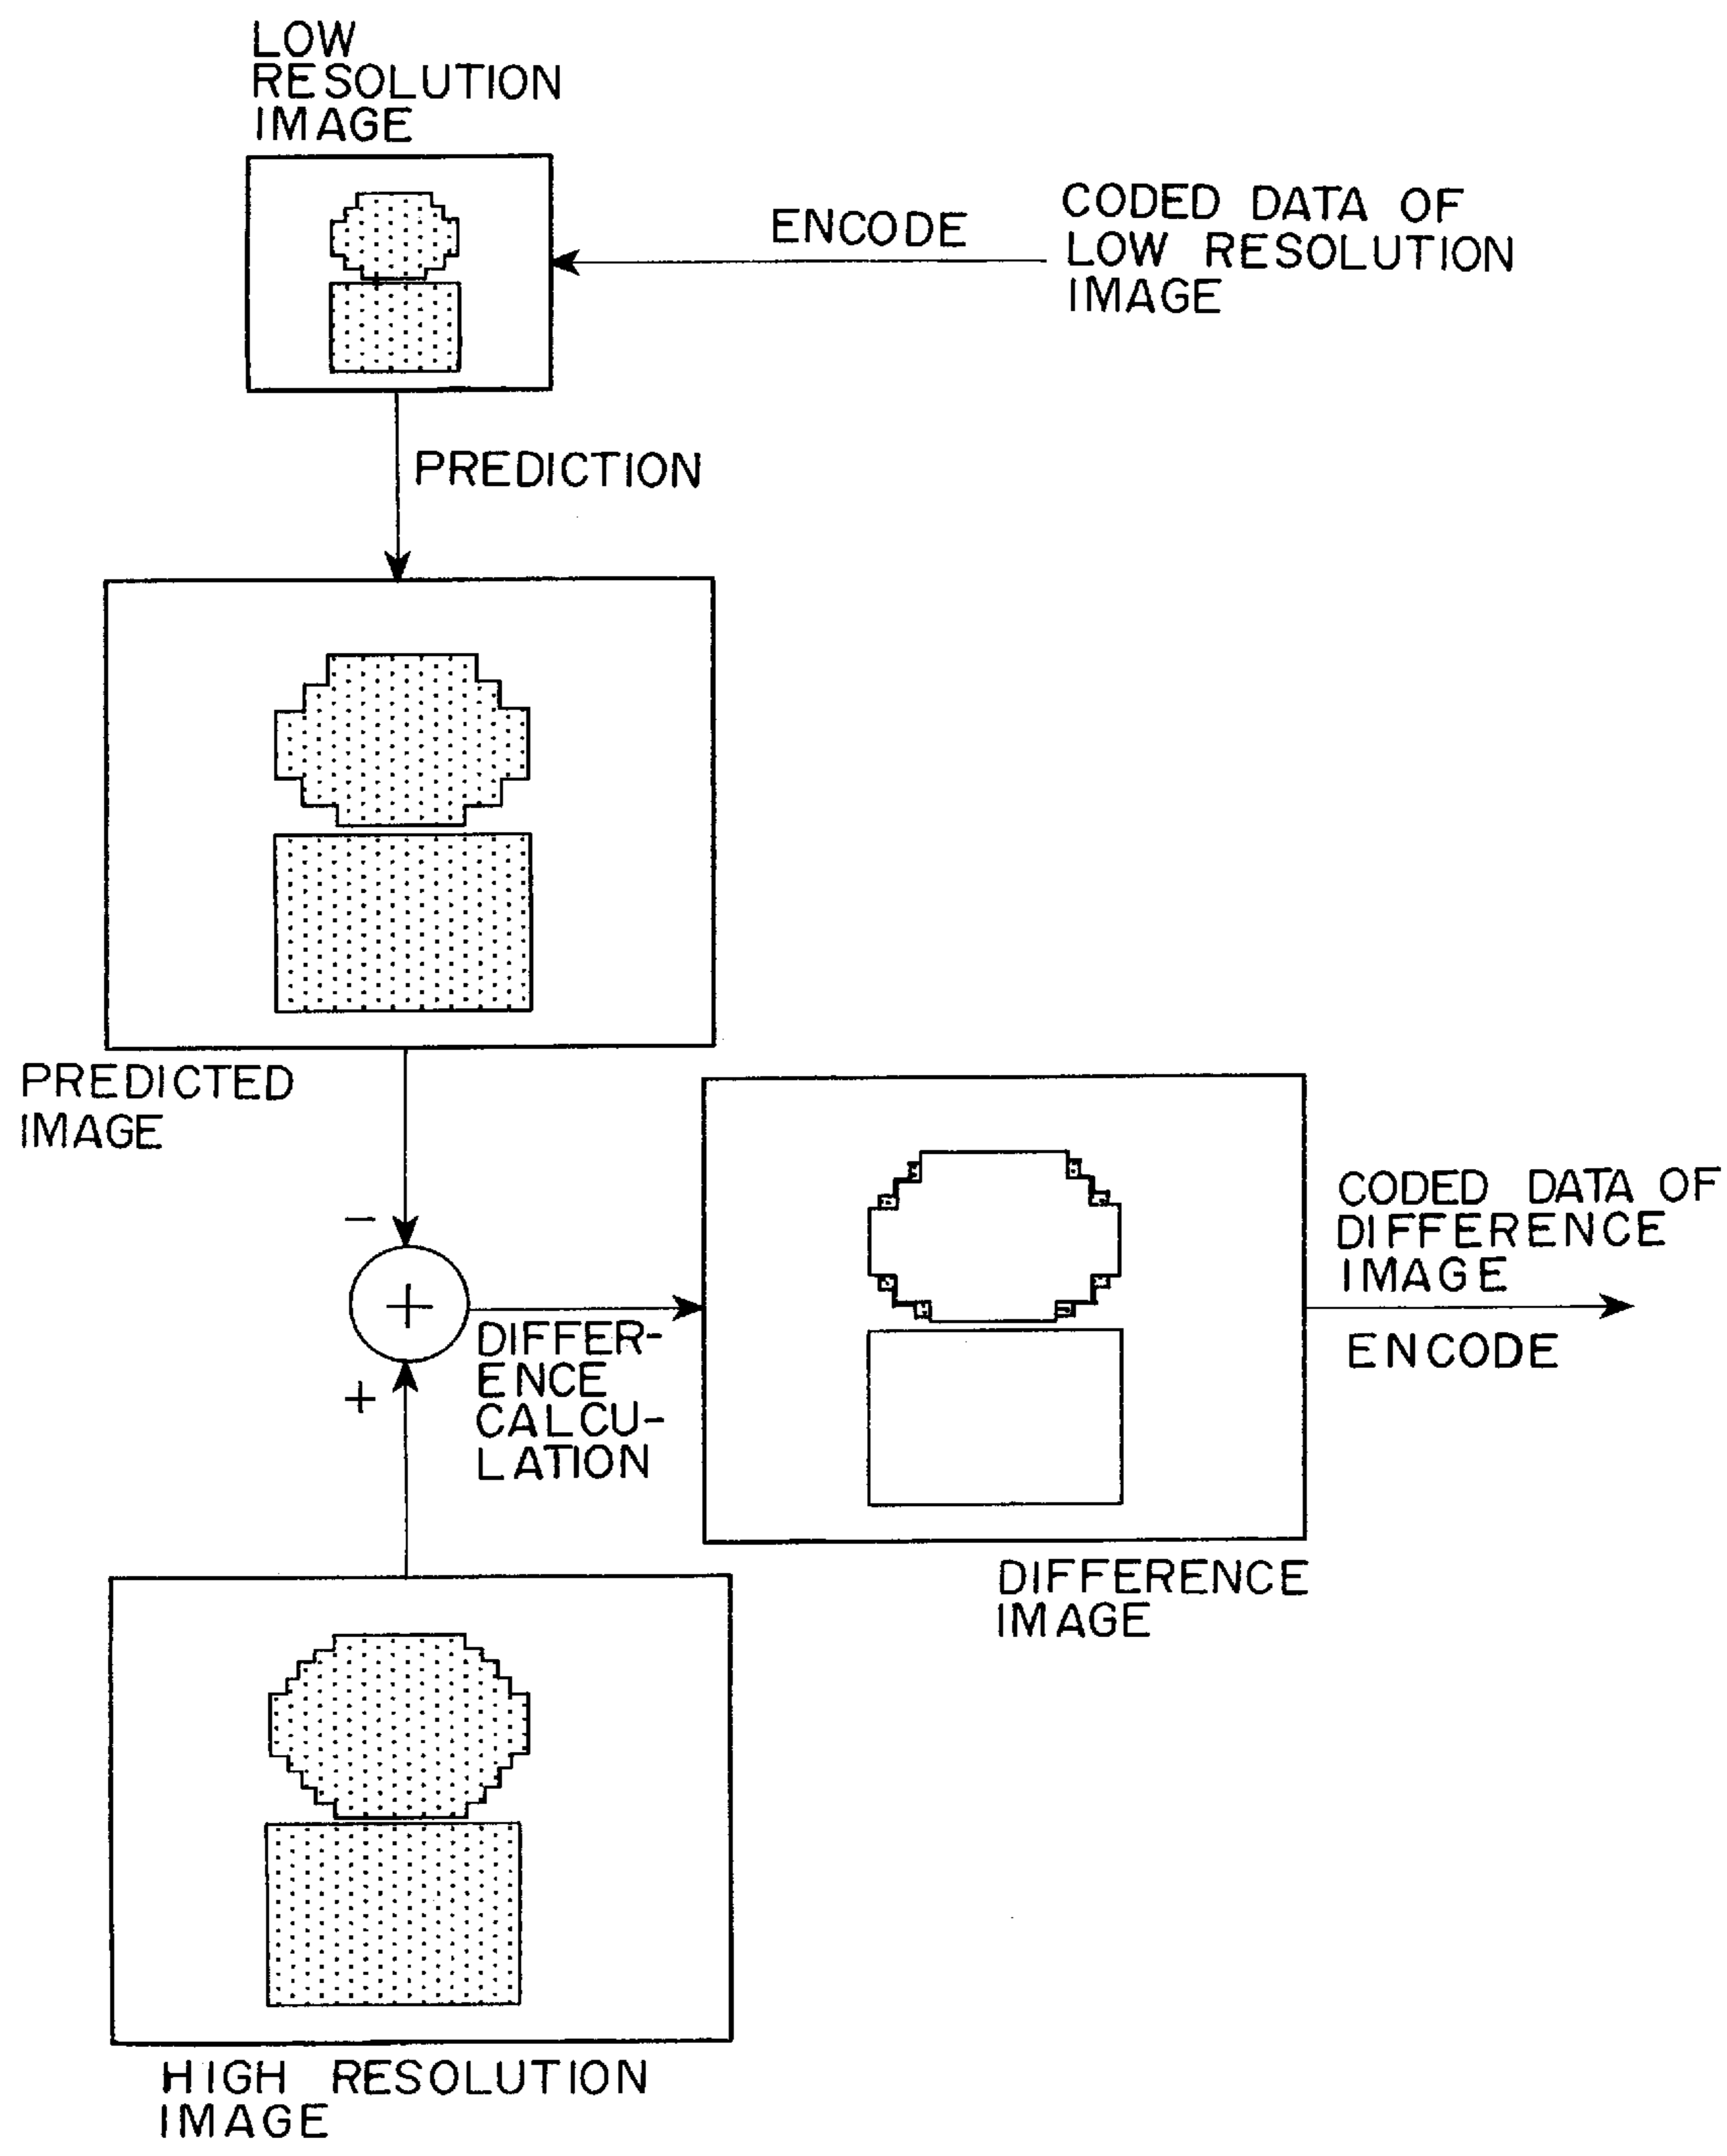 LOW
RESOLUTION
IMAGE
ENCODE
CODED DATA OF
LOW RESOLUTION
IMAGE
PREDICTION
PREDICTED
IMAGE
−
+
+
DIFFER-
ENCE
CALCU-
LATION
CODED DATA OF
DIFFERENCE
IMAGE
ENCODE
DIFFERENCE
IMAGE
HIGH RESOLUTION
IMAGE